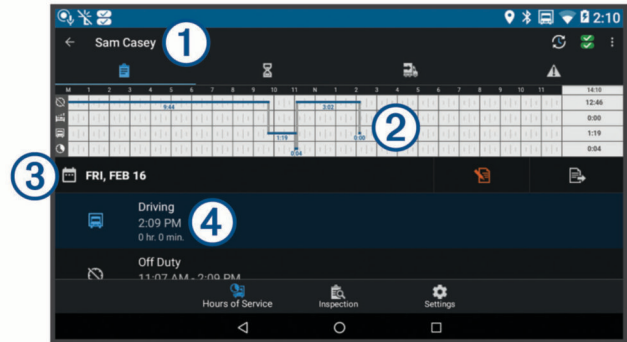 2:10
Sam Casey
1
M 1 2 3 4 5 6 7 8 9 10 11 N 1 2 3 4 5 6 7 8 9 10 11 14:10
9:44 3:02 12:46
0:00
1:19 0:00 1:19
0:04 0:04
2
3
FRI, FEB 16
Driving
2:09 PM
0 hr. 0 min.
4
Off Duty
11:07 AM - 2:09 PM
Hours of Service Inspection Settings